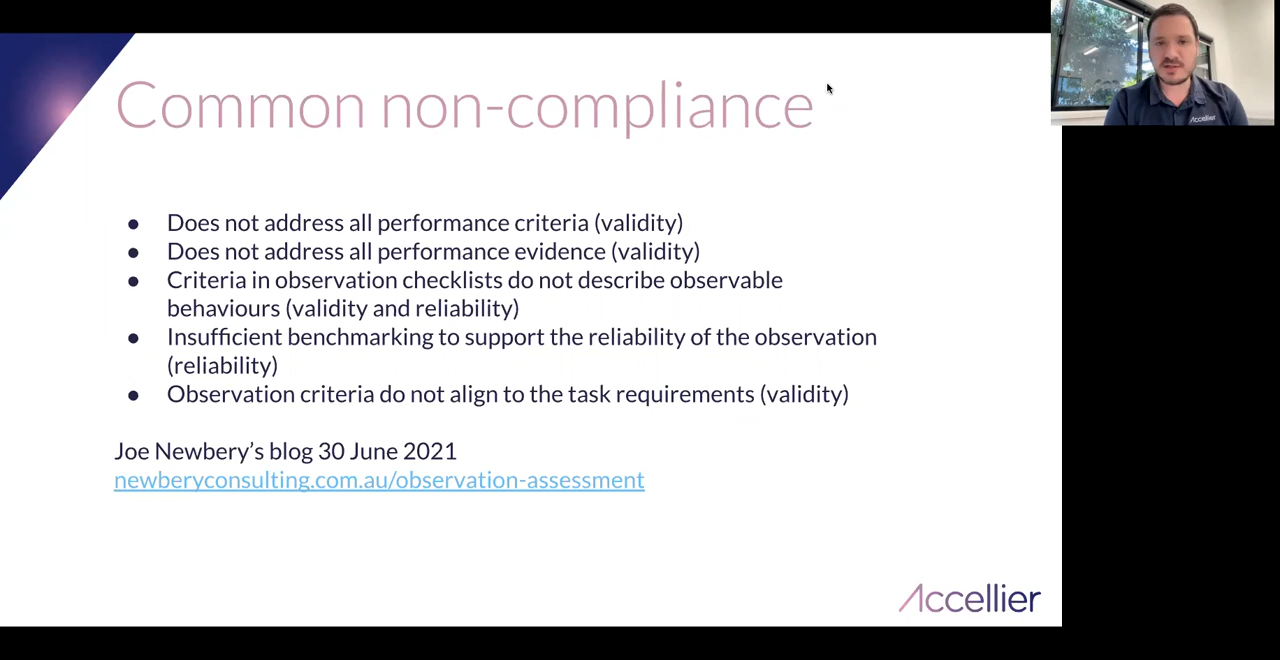 Common non-compliance
● Does not address all performance criteria (validity)
● Does not address all performance evidence (validity)
● Criteria in observation checklists do not describe observable
behaviours (validity and reliability)
● Insufficient benchmarking to support the reliability of the observation
(reliability)
● Observation criteria do not align to the task requirements (validity)
Joe Newbery’s blog 30 June 2021
newberyconsulting.com.au/observation-assessment
Accellier
Accellier